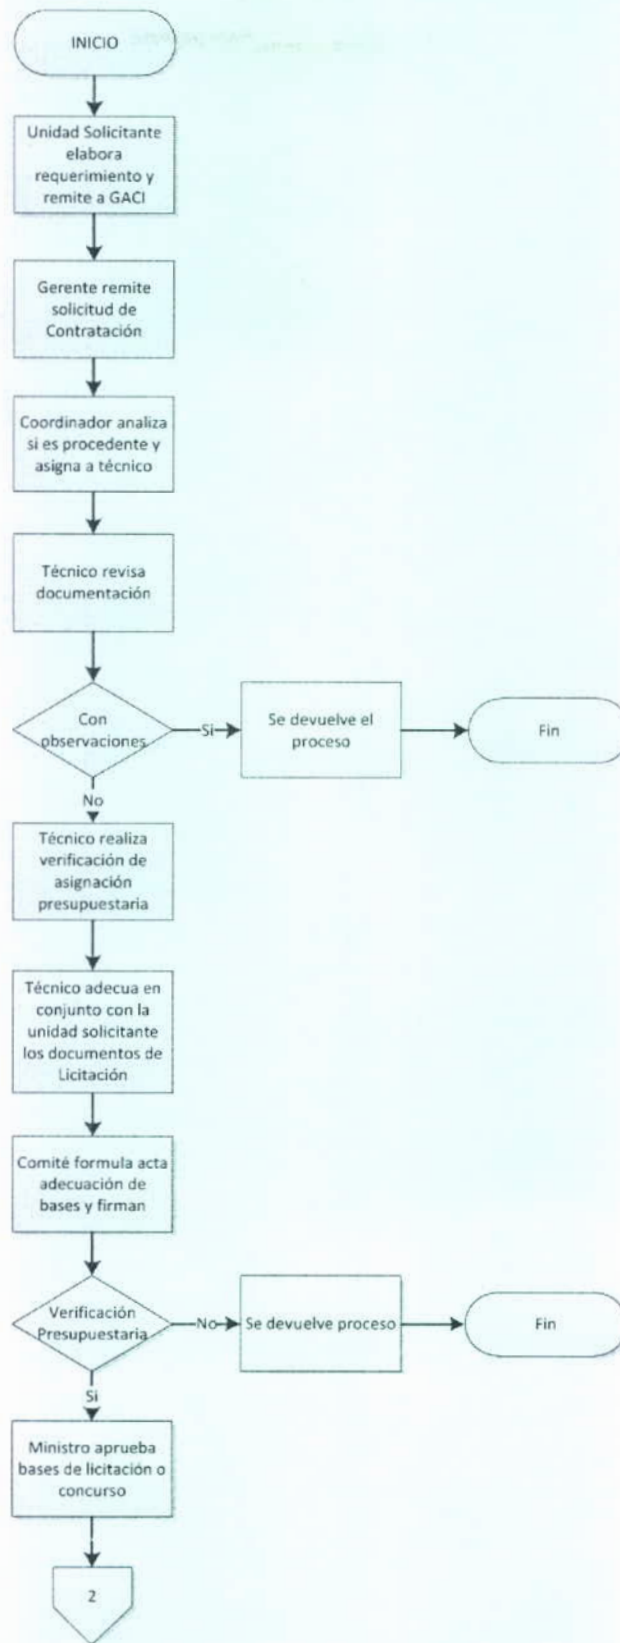 INICIO
Unidad Solicitante
elabora
requerimiento y
remite a GACI
Gerente remite
solicitud de
Contratación
Coordinador analiza
si es procedente y
asigna a técnico
Técnico revisa
documentación
Con
observaciones
Si
Se devuelve el
proceso
Fin
No
Técnico realiza
verificación de
asignación
presupuestaria
Técnico adecua en
conjunto con la
unidad solicitante
los documentos de
Licitación
Comité formula acta
adecuación de
bases y firman
Verificación
Presupuestaria
No
Se devuelve proceso
Fin
Si
Ministro aprueba
bases de licitación o
concurso
2